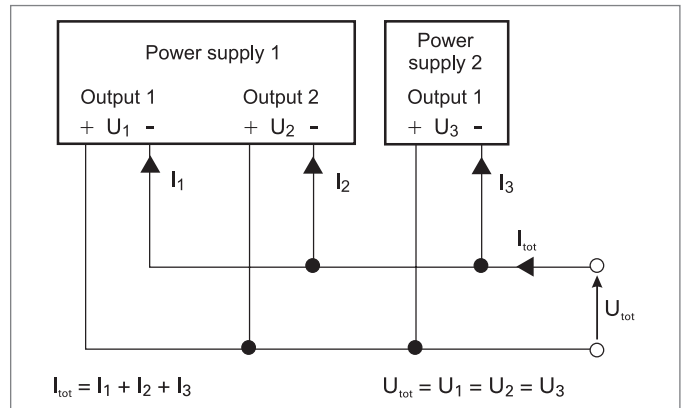 Power supply 1
Power
supply 2
Output 1
Output 2
Output 1
+ U₁ -
+ U₂ -
+ U₃ -
I₁
I₂
I₃
Iₜₒₜ
Uₜₒₜ
Iₜₒₜ = I₁ + I₂ + I₃
Uₜₒₜ = U₁ = U₂ = U₃